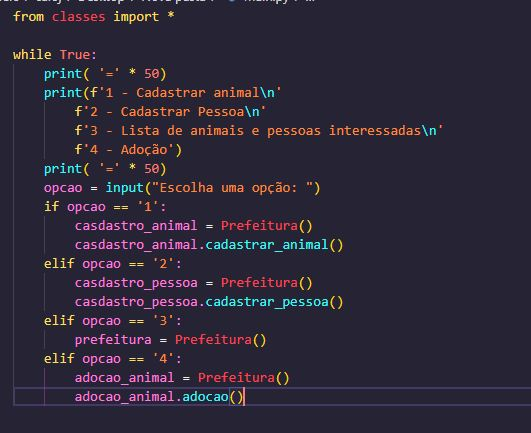 from classes import *
while True:
    print( '=' * 50)
    print(f'1 - Cadastrar animal\n'
        f'2 - Cadastrar Pessoa\n'
        f'3 - Lista de animais e pessoas interessadas\n'
        f'4 - Adoção')
    print( '=' * 50)
    opcao = input("Escolha uma opção: ")
    if opcao == '1':
        casdastro_animal = Prefeitura()
        casdastro_animal.cadastrar_animal()
    elif opcao == '2':
        casdastro_pessoa = Prefeitura()
        casdastro_pessoa.cadastrar_pessoa()
    elif opcao == '3':
        prefeitura = Prefeitura()
    elif opcao == '4':
        adocao_animal = Prefeitura()
        adocao_animal.adocao()